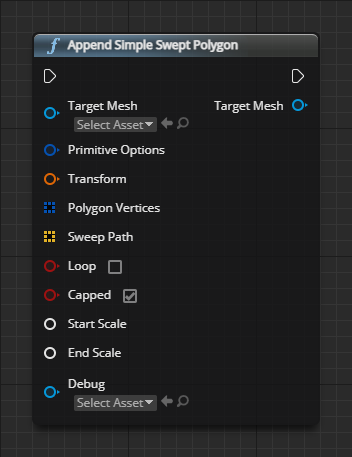 f Append Simple Swept Polygon
Target Mesh Target Mesh
Select Asset
Primitive Options
Transform
Polygon Vertices
Sweep Path
Loop
Capped
Start Scale
End Scale
Debug
Select Asset